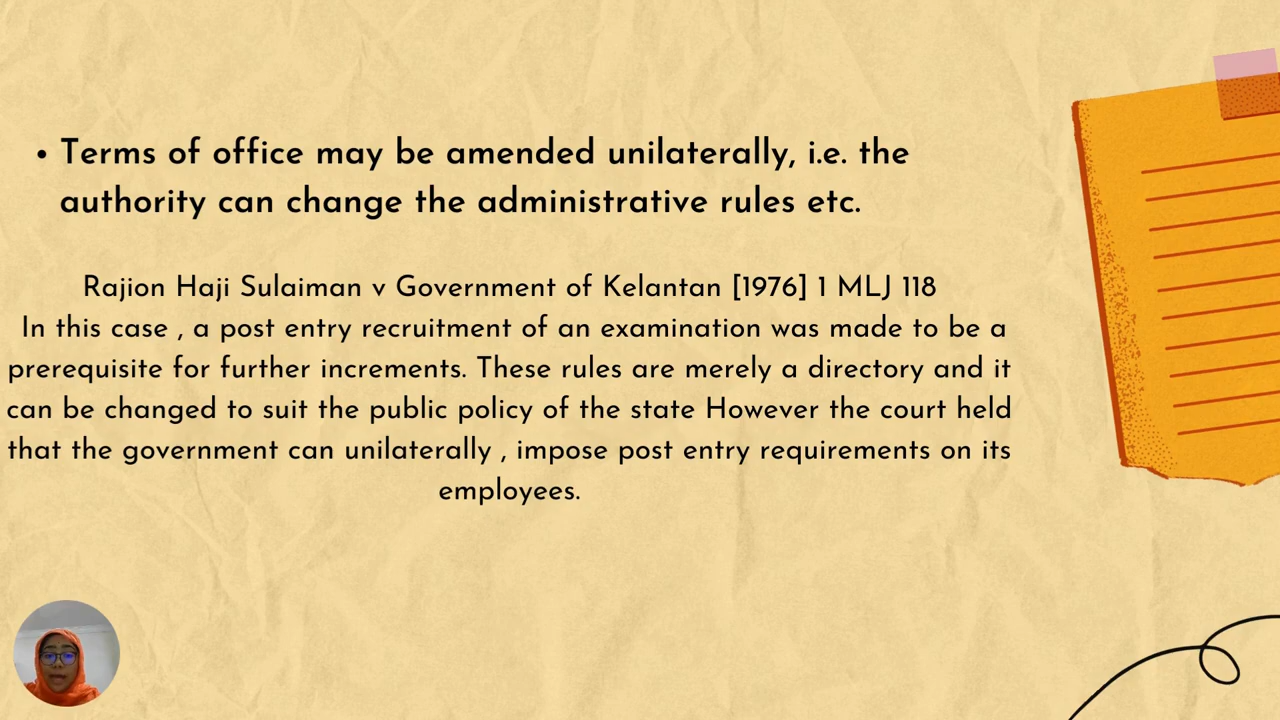 • Terms of office may be amended unilaterally, i.e. the
authority can change the administrative rules etc.
Rajion Haji Sulaiman v Government of Kelantan [1976] 1 MLJ 118
In this case , a post entry recruitment of an examination was made to be a
prerequisite for further increments. These rules are merely a directory and it
can be changed to suit the public policy of the state However the court held
that the government can unilaterally , impose post entry requirements on its
employees.